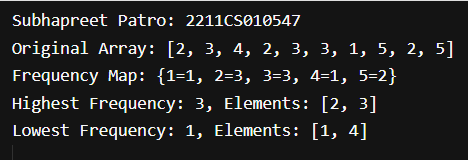 Subhapreet Patro: 2211CS010547
Original Array: [2, 3, 4, 2, 3, 3, 1, 5, 2, 5]
Frequency Map: {1=1, 2=3, 3=3, 4=1, 5=2}
Highest Frequency: 3, Elements: [2, 3]
Lowest Frequency: 1, Elements: [1, 4]